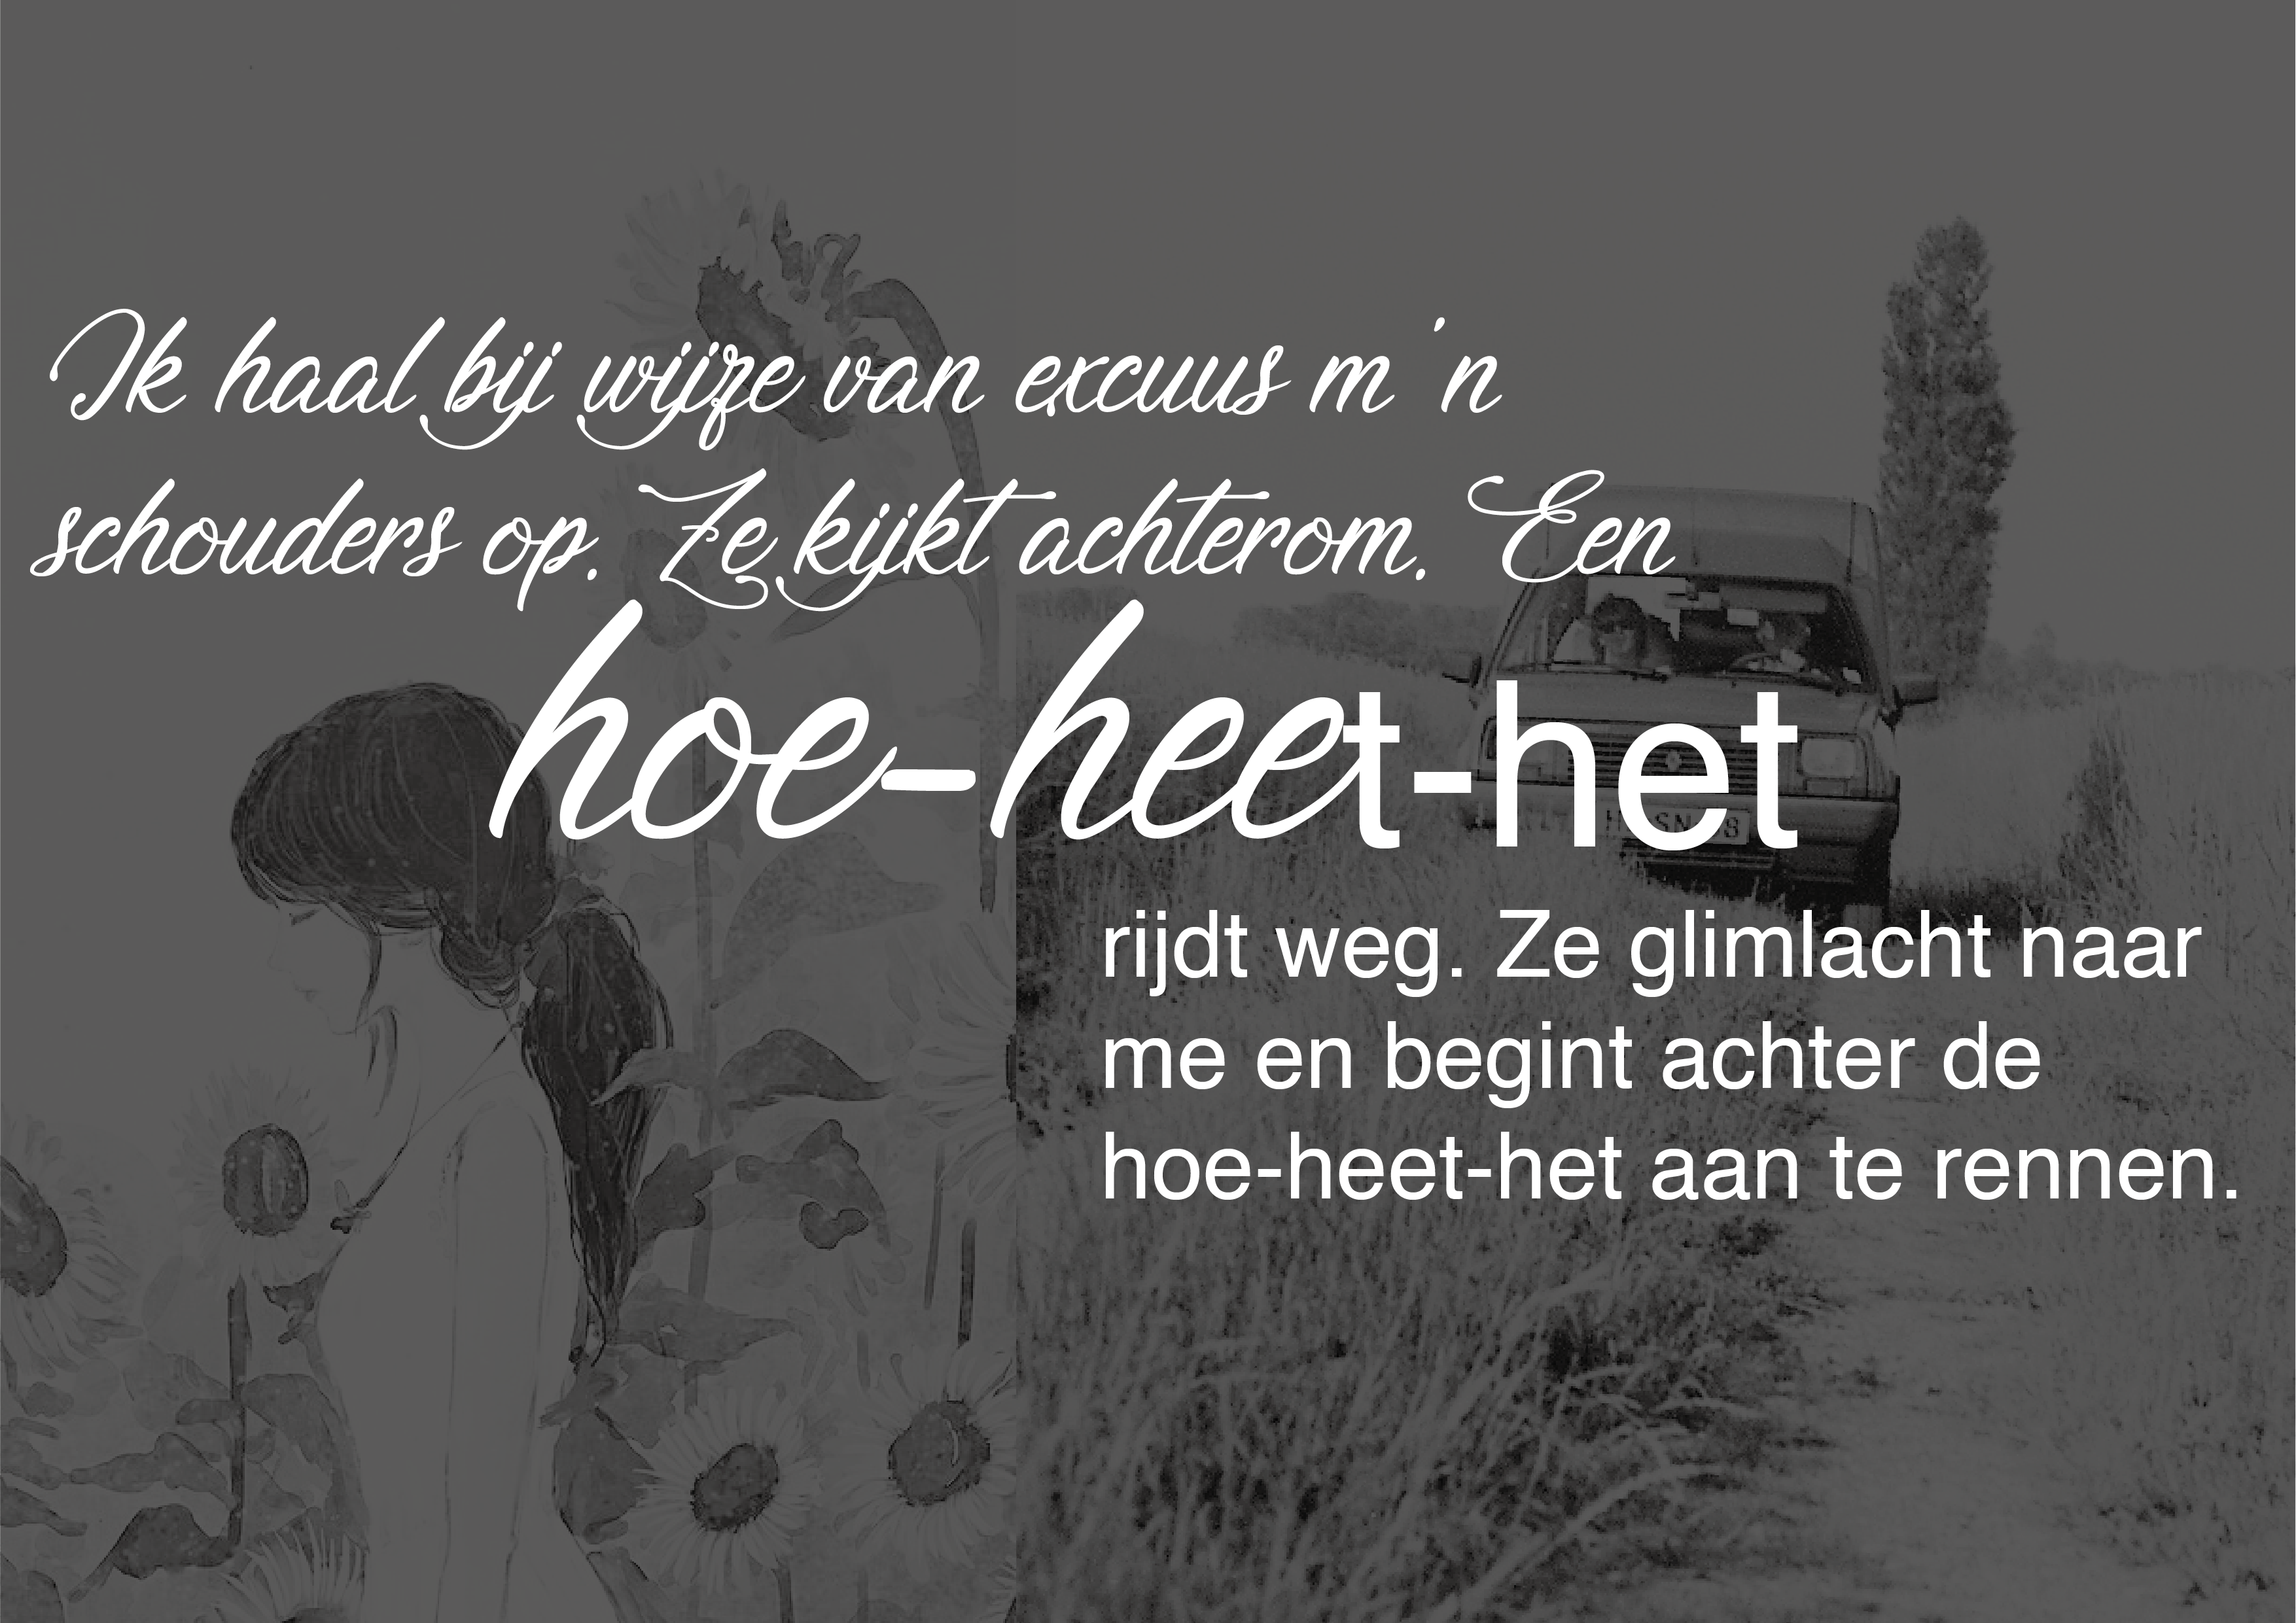 Ik haal bij wijze van excuus m'n
schouders op. Ze kijkt achterom. Een
hoe-heet-het
rijdt weg. Ze glimlacht naar
me en begint achter de
hoe-heet-het aan te rennen.